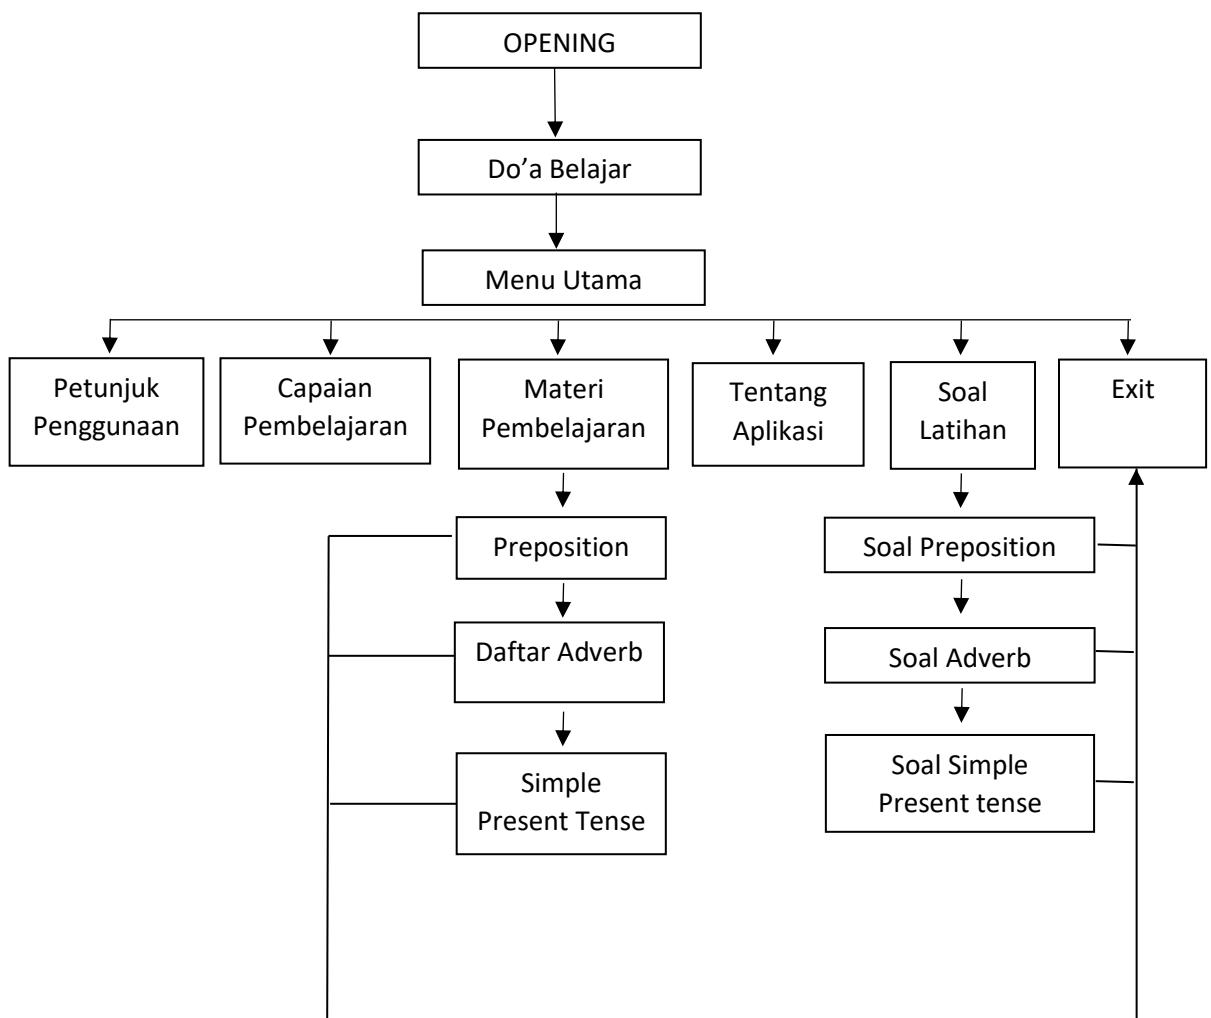 OPENING
Do’a Belajar
Menu Utama
Petunjuk
Penggunaan
Capaian
Pembelajaran
Materi
Pembelajaran
Tentang
Aplikasi
Soal
Latihan
Exit
Preposition
Daftar Adverb
Simple
Present Tense
Soal Preposition
Soal Adverb
Soal Simple
Present tense